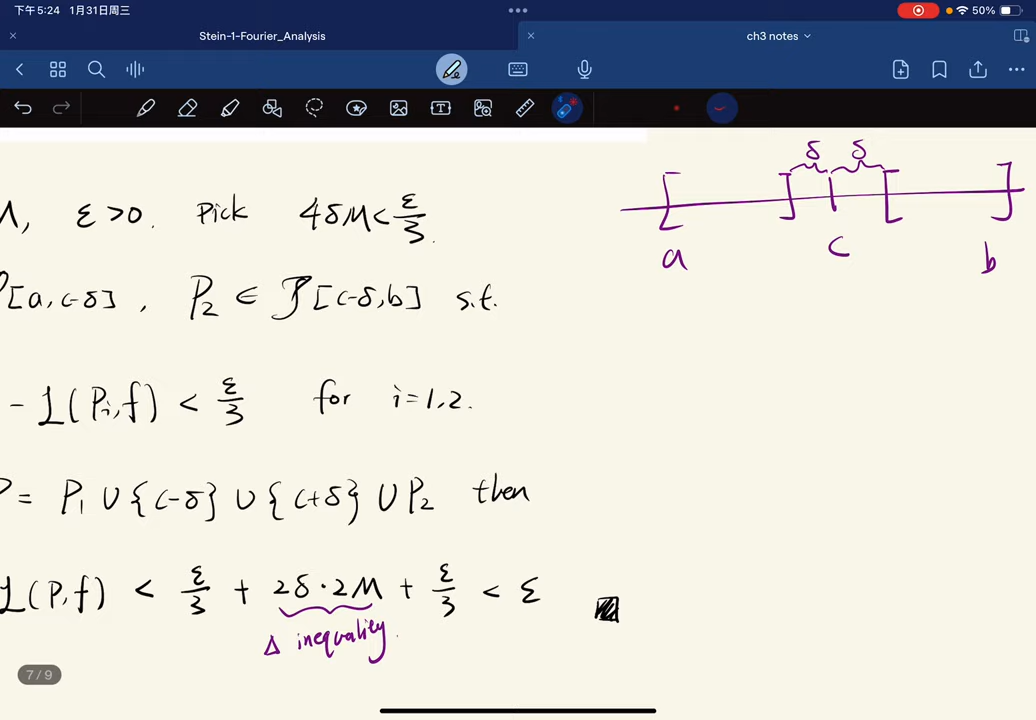 下午5:24 1月31日周三
50%
Stein-1-Fourier_Analysis
ch3 notes
M, ε>0. Pick 4δM < ε/3.
P[a, c-δ], P₂ ∈ 𝒫[c-δ, b] s.t.
- L(Pᵢ, f) < ε/3 for i=1,2.
P = P₁ ∪ {c-δ} ∪ {c+δ} ∪ P₂ then
L(P, f) < ε/3 + 2δ·2M + ε/3 < ε
Δ inequality.
δ δ
a c b
7 / 9